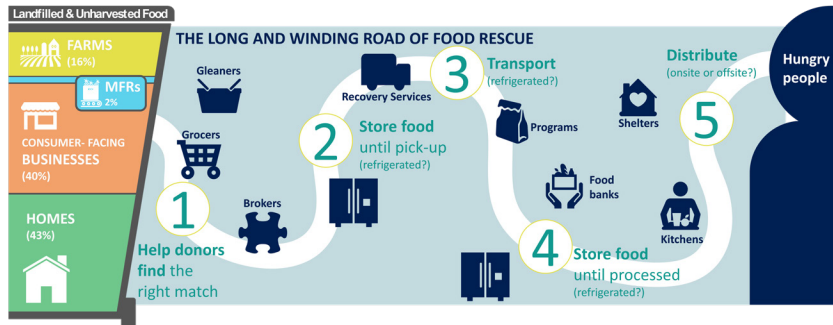 Landfilled & Unharvested Food
FARMS
(16%)
MFRs
2%
CONSUMER- FACING
BUSINESSES
(40%)
HOMES
(43%)
THE LONG AND WINDING ROAD OF FOOD RESCUE
Gleaners
Grocers
1
Help donors
find the
right match
Brokers
2
Store food
until pick-up
(refrigerated?)
Recovery Services
3
Transport
(refrigerated?)
Programs
Food
banks
4
Store food
until processed
(refrigerated?)
Distribute
(onsite or offsite?)
5
Shelters
Kitchens
Hungry
people